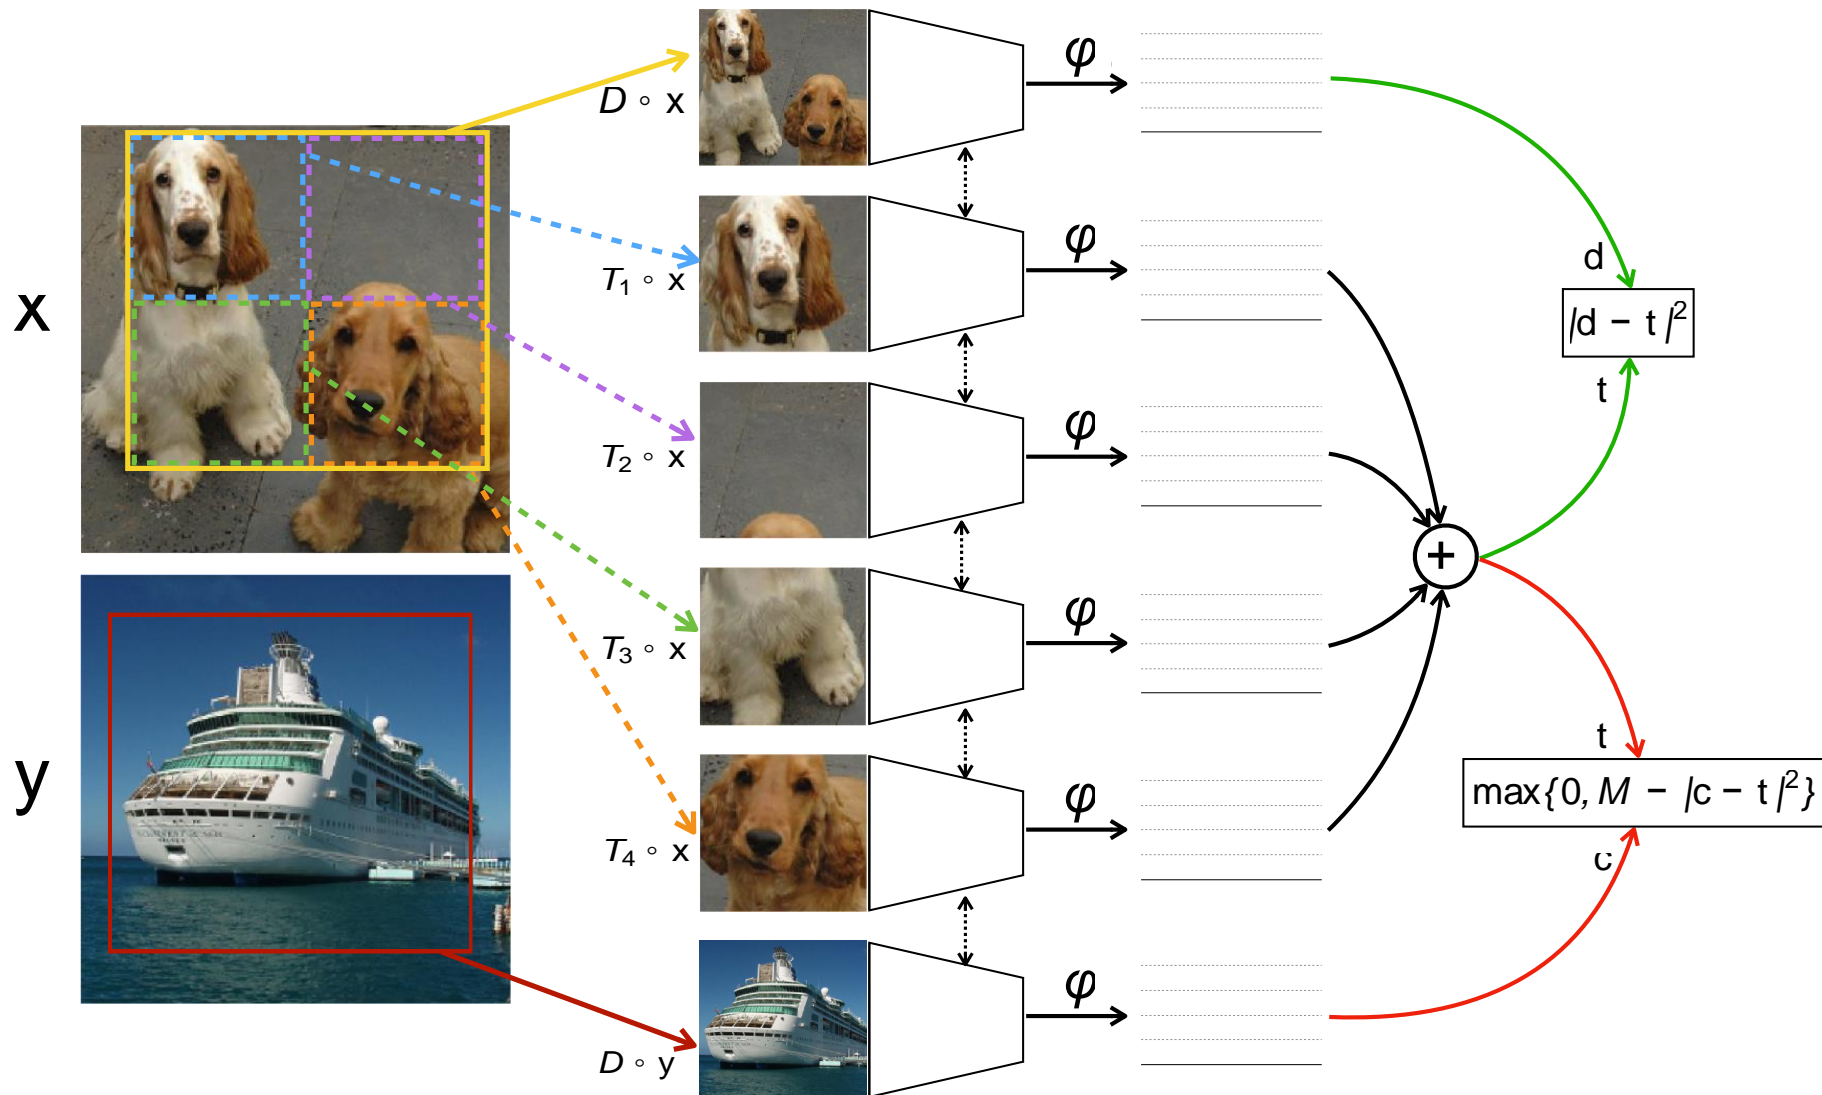 x
y
D ∘ x
T₁ ∘ x
T₂ ∘ x
T₃ ∘ x
T₄ ∘ x
D ∘ y
φ
φ
φ
φ
φ
φ
+
d
|d − t|²
t
t
max{0, M − |c − t|²}
c